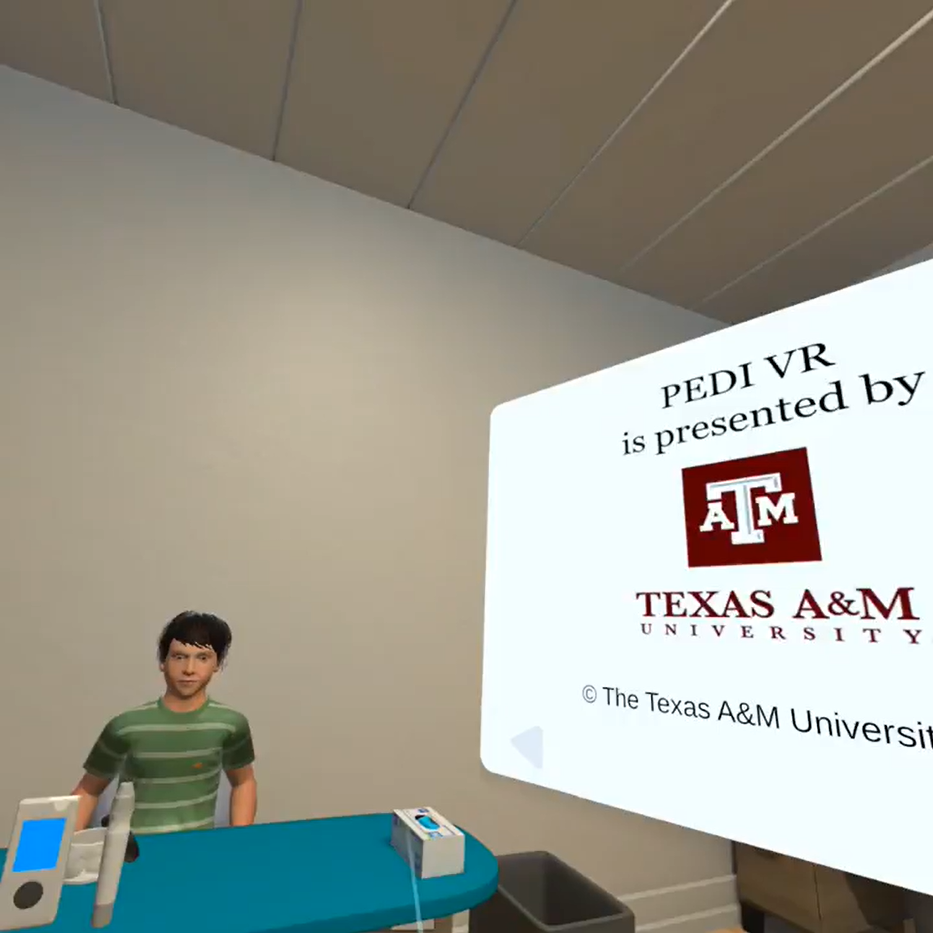 PEDI VR
is presented by
ATM
TEXAS A&M
UNIVERSITY
© The Texas A&M Universit